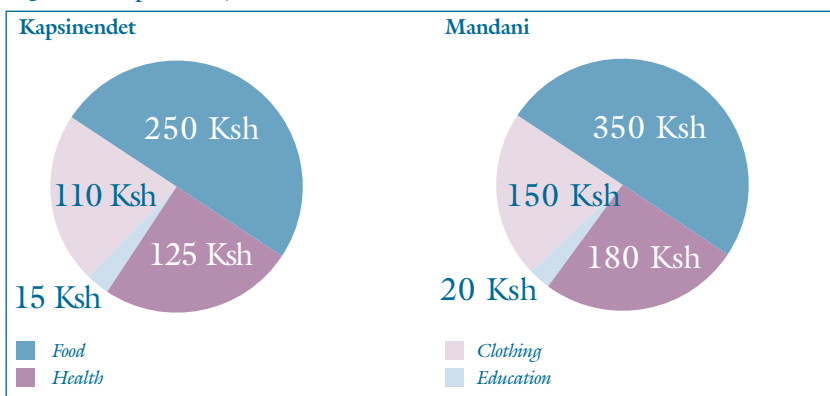 Kapsinendet
Mandani
250 Ksh
350 Ksh
110 Ksh
150 Ksh
125 Ksh
180 Ksh
15 Ksh
20 Ksh
Food
Clothing
Health
Education